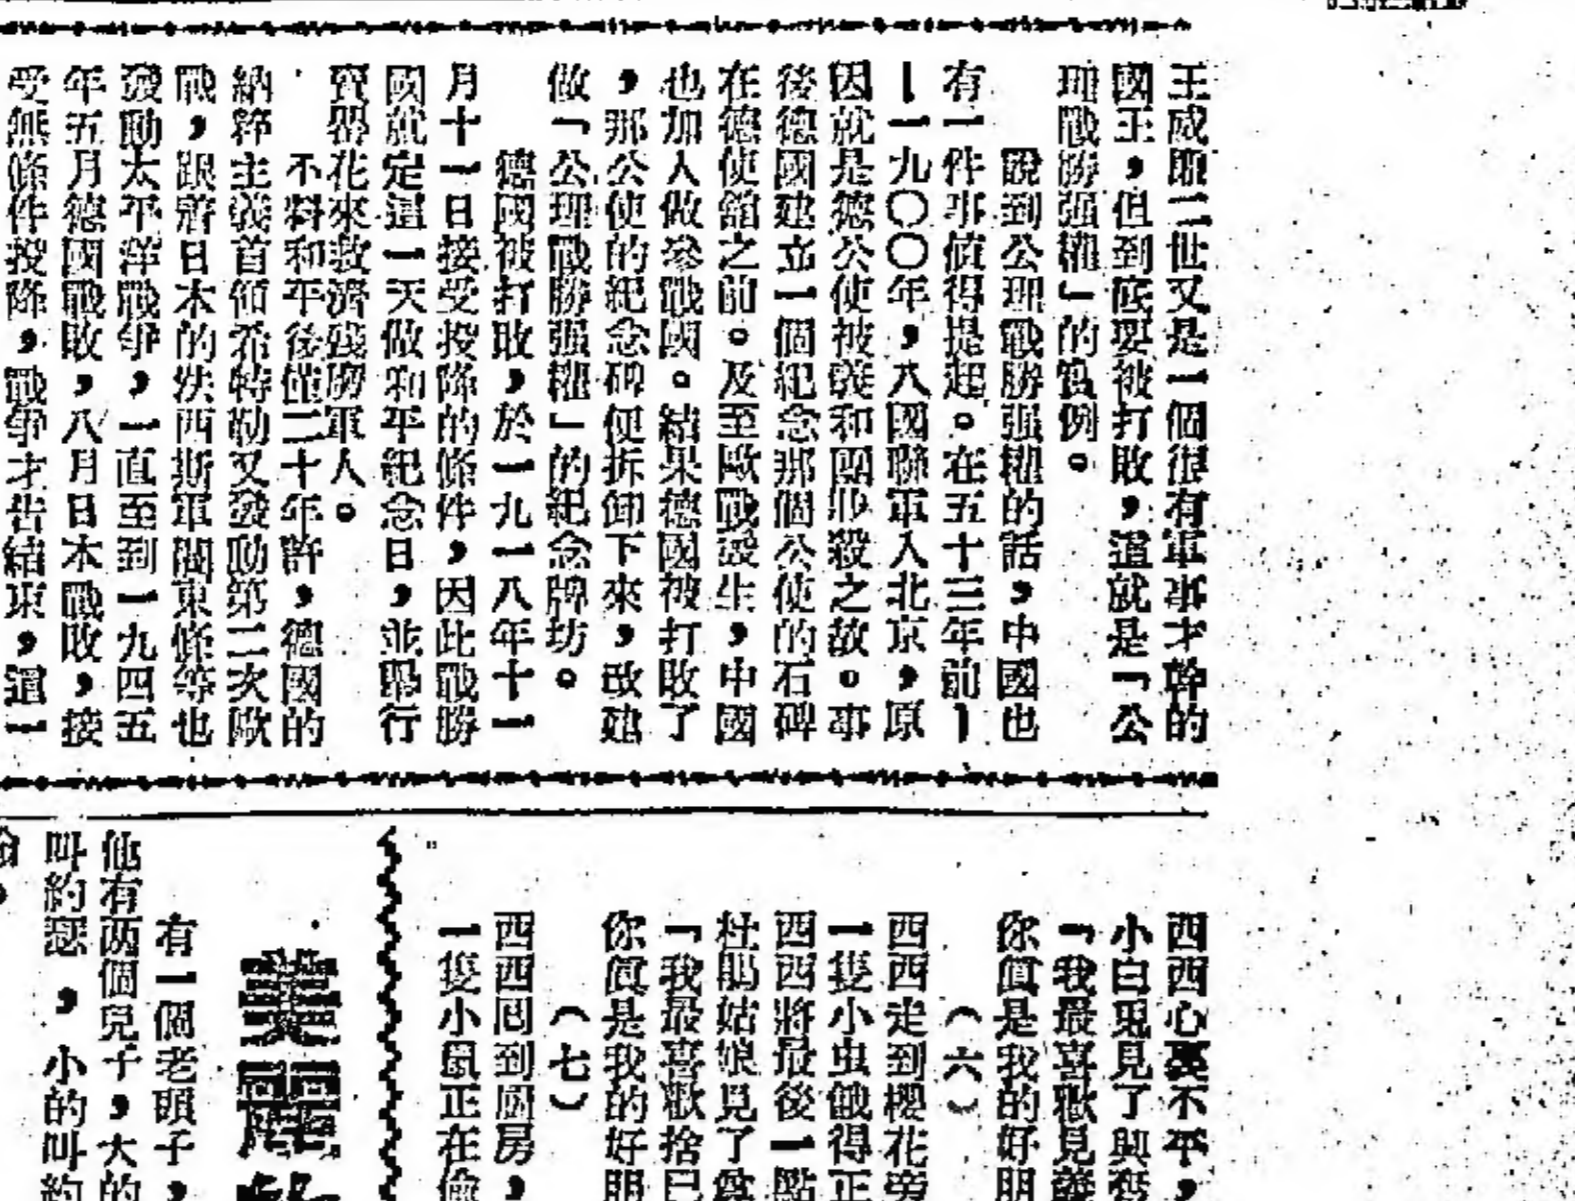 王威廉二世又是一個很有軍事才幹的
國王，但到底要被打敗，這就是「公
理戰勝强權」的實例。
說到公理戰勝强權的話，中國也
有一件事值得提起。在五十三年前—
—一九〇〇年，八國聯軍入北京，原
因就是德公使被義和團殺之故。事
後德國建立一個紀念那個公使的石碑
在德使館之前。及至歐戰發生，中國
也加入做參戰國。結果德國被打敗了
，那公使的紀念碑便拆卸下來，改建
做「公理戰勝强權」的紀念牌坊。
德國被打敗，於一九一八年十一
月十一日接受投降的條件，因此戰勝
國就定這一天做和平紀念日，並舉行
賣罌花來救濟殘廢軍人。
不料和平後僅二十年許，德國的
納粹主義首領希特勒又發動第二次歐
戰，跟着日本的法西斯軍閥東條等也
發動太平洋戰爭，一直至到一九四五
年五月德國戰敗，八月日本戰敗，接
受無條件投降，戰爭才告結束，這一
西西心裏不平，
小白兎見了興奮
「我最喜歡見義
你眞是我的好朋
（六）
西西走到櫻花旁
一隻小虫餓得正
西西將最後一點
杜鵑姑娘見了
「我最喜歡捨己
你眞是我的好朋
（七）
西西回到廚房，
一隻小鼠正在偷
有一個老頭子，
他有两個兒子，大的
叫約瑟，小的叫約